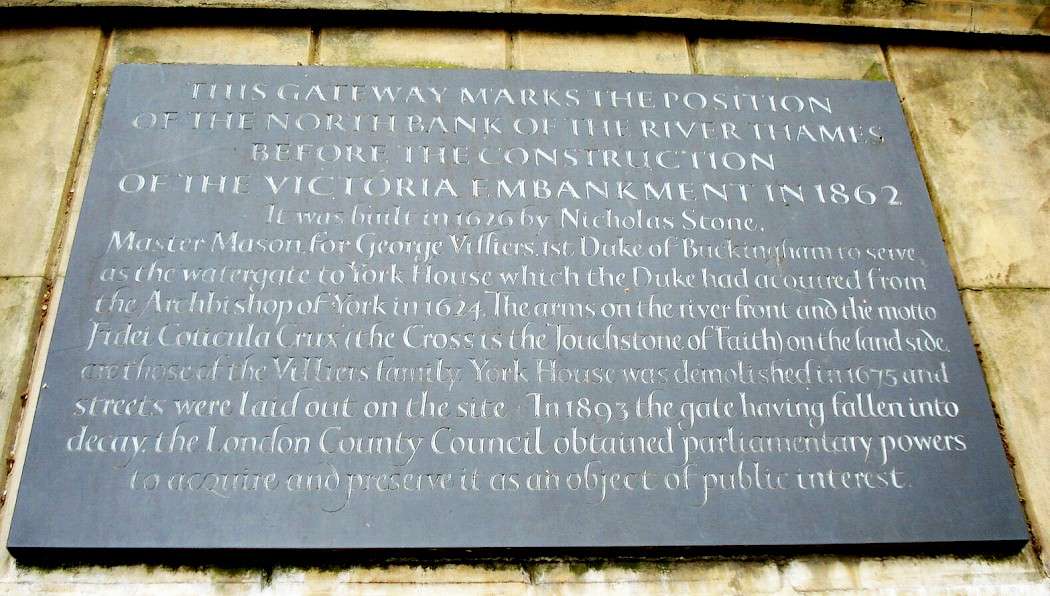 THIS GATEWAY MARKS THE POSITION
OF THE NORTH BANK OF THE RIVER THAMES
BEFORE THE CONSTRUCTION
OF THE VICTORIA EMBANKMENT IN 1862
It was built in 1626 by Nicholas Stone,
Master Mason, for George Villiers, 1st Duke of Buckingham to serve
as the watergate to York House which the Duke had acquired from
the Archbishop of York in 1624. The arms on the river front and the motto
Fidei Coticula Crux (the Cross is the Touchstone of Faith) on the land side,
are those of the Villiers family. York House was demolished in 1675 and
streets were laid out on the site. In 1893 the gate having fallen into
decay, the London County Council obtained parliamentary powers
to acquire and preserve it as an object of public interest.